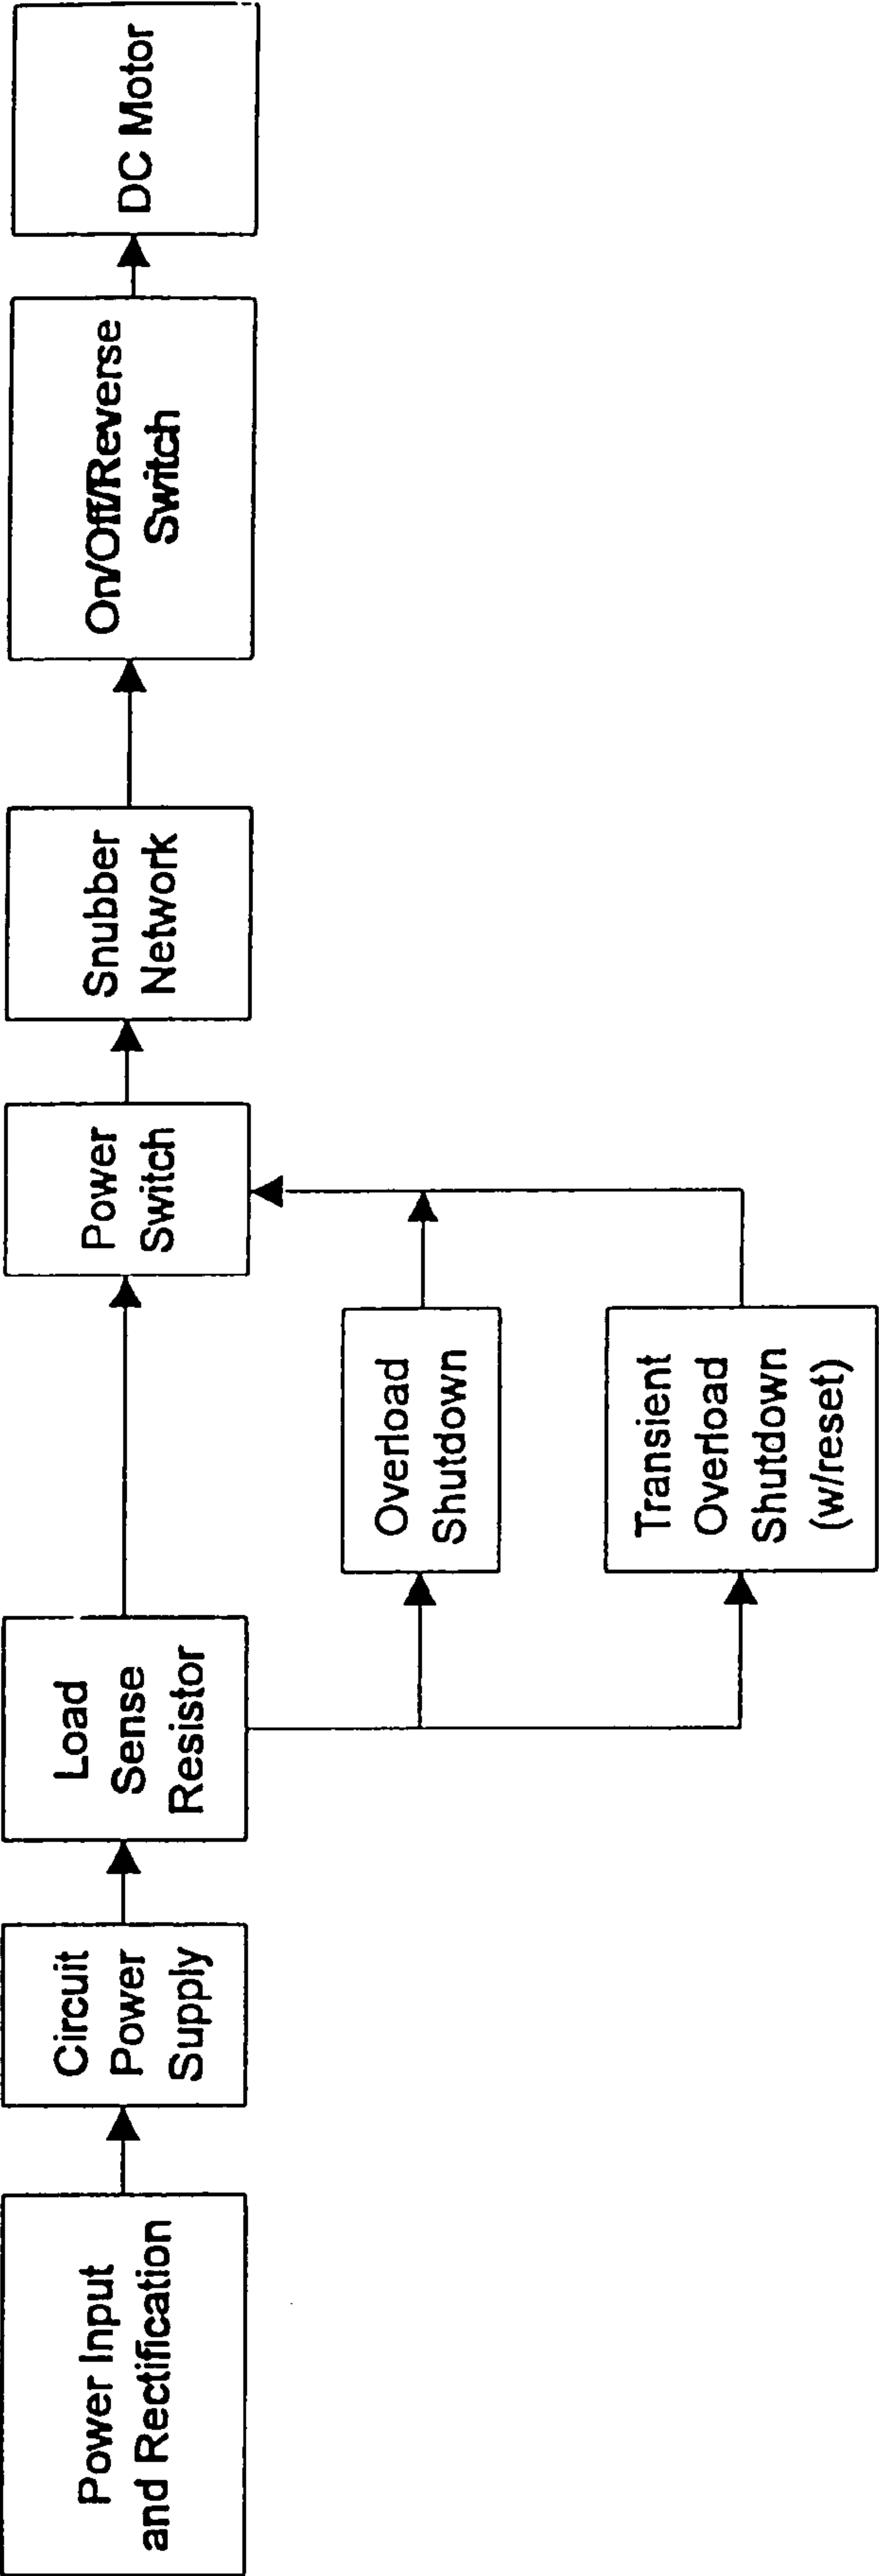 Power Input
and Rectification
Circuit
Power
Supply
Load
Sense
Resistor
Power
Switch
Snubber
Network
On/Off/Reverse
Switch
DC Motor
Overload
Shutdown
Transient
Overload
Shutdown
(w/reset)